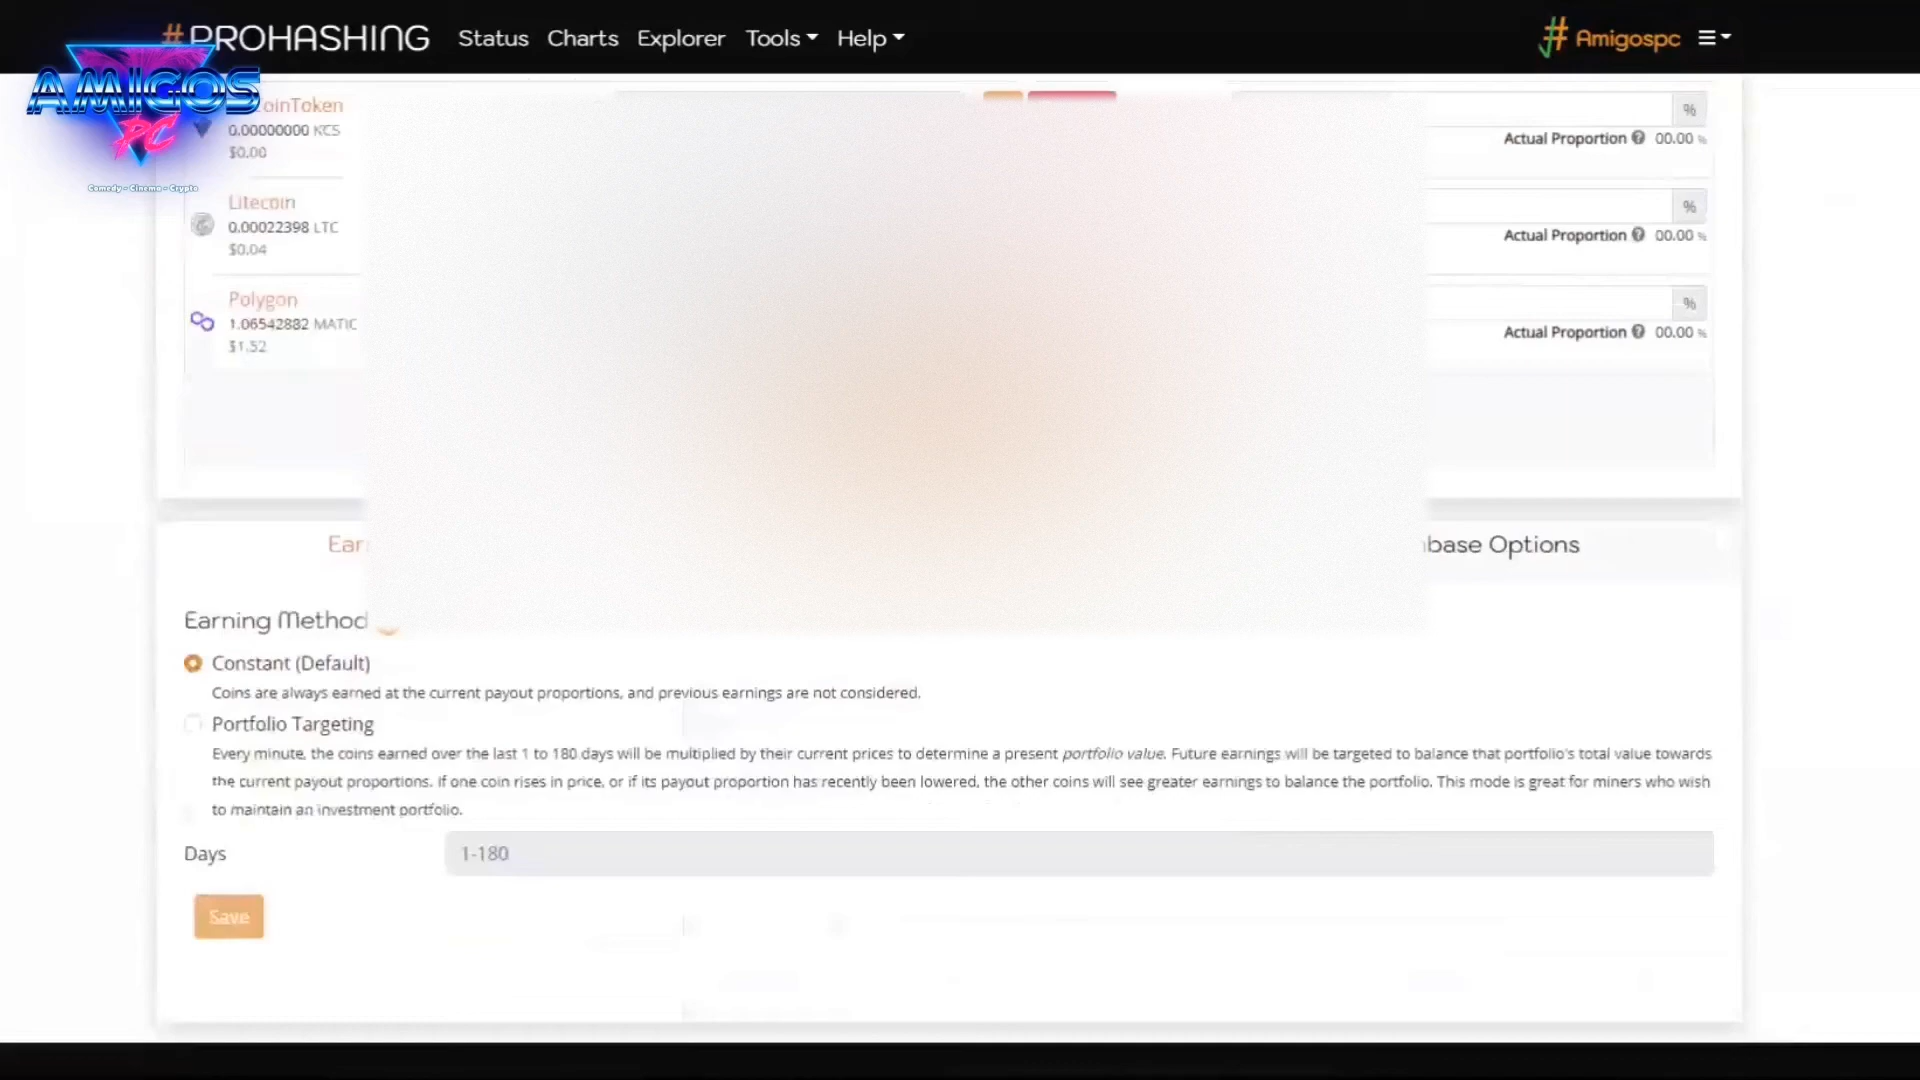 #PROHASHING Status Charts Explorer Tools Help Amigospc
AMIGOS
PC
Comedy - Cinema - Crypto
oinToken
0.00000000 KCS
$0.00
%
Actual Proportion 00.00 %
Litecoin
0.00022398 LTC
$0.04
%
Actual Proportion 00.00 %
Polygon
1.06542882 MATIC
$1.52
%
Actual Proportion 00.00 %
Ear
base Options
Earning Method
Constant (Default)
Coins are always earned at the current payout proportions, and previous earnings are not considered.
Portfolio Targeting
Every minute, the coins earned over the last 1 to 180 days will be multiplied by their current prices to determine a present portfolio value. Future earnings will be targeted to balance that portfolio's total value towards
the current payout proportions. If one coin rises in price, or if its payout proportion has recently been lowered, the other coins will see greater earnings to balance the portfolio. This mode is great for miners who wish
to maintain an investment portfolio.
Days 1-180
Save